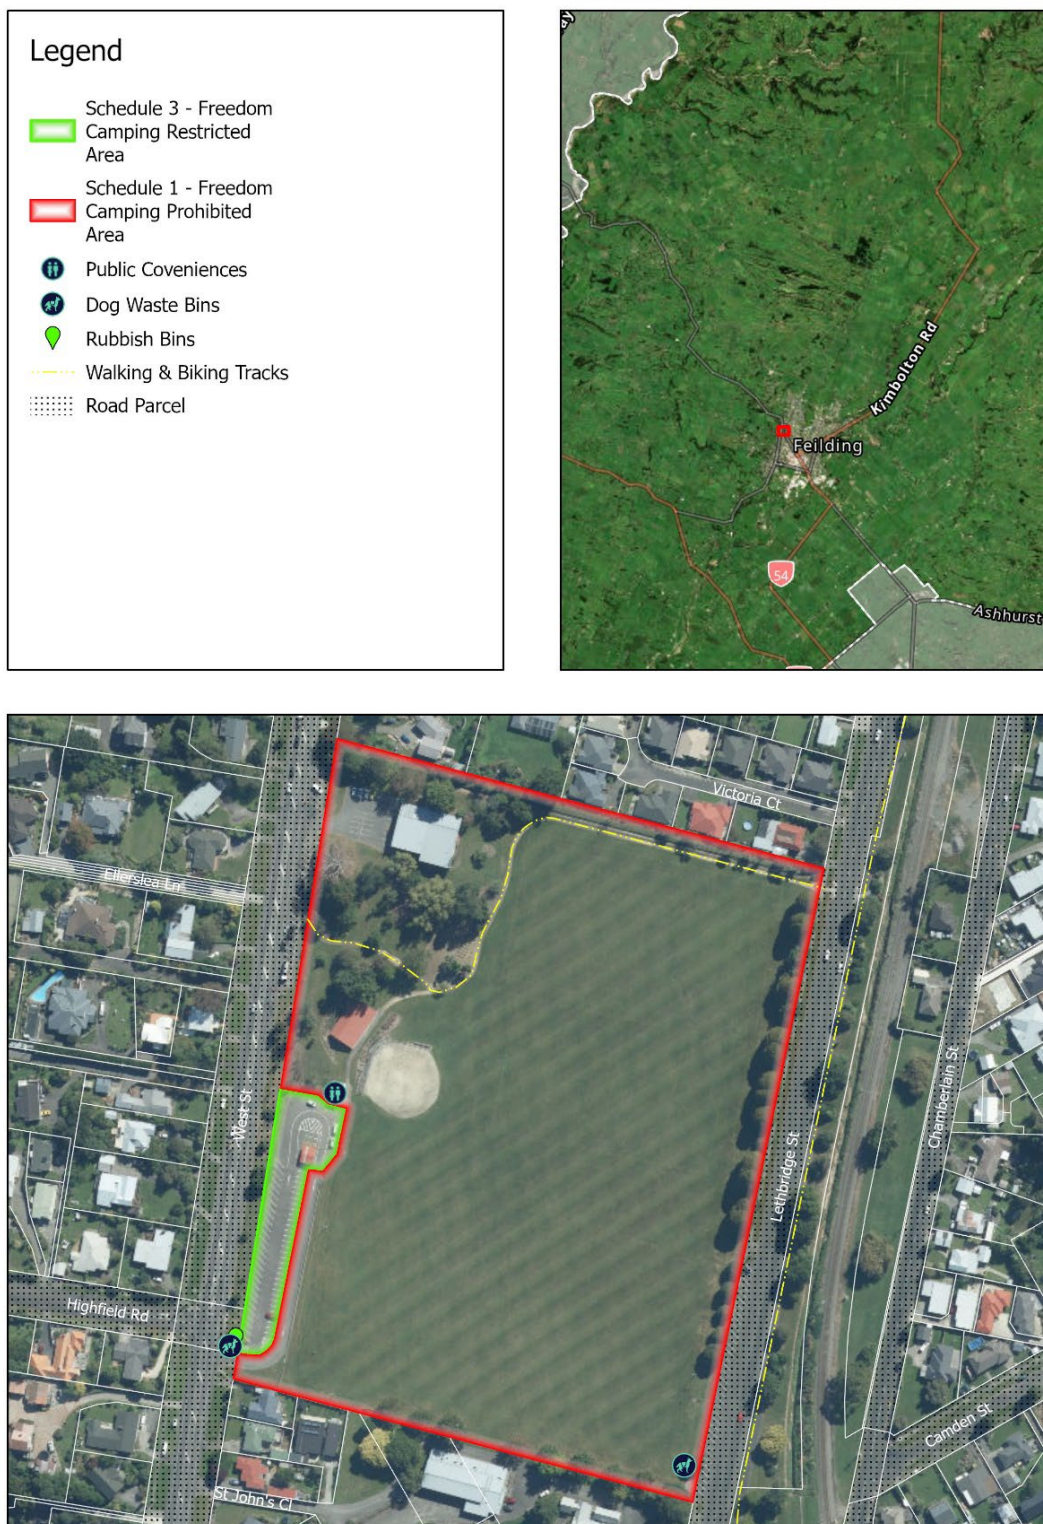 Legend
Schedule 3 - Freedom
Camping Restricted
Area
Schedule 1 - Freedom
Camping Prohibited
Area
Public Coveniences
Dog Waste Bins
Rubbish Bins
Walking & Biking Tracks
Road Parcel
Kimbolton Rd
Feilding
54
Ashhurst
Victoria Ct
Ellerslea Ln
West St
Chamberlain St
Lethbridge St
Highfield Rd
Camden St
St John's Cl